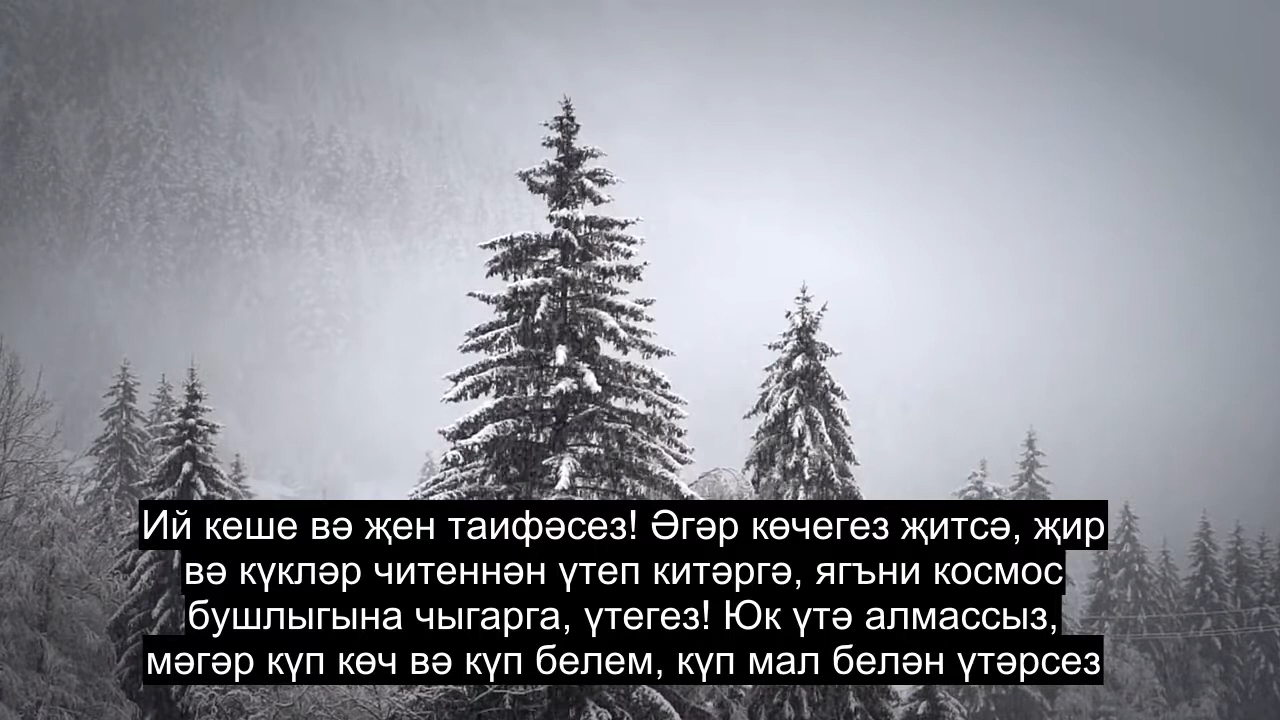 Ий кеше вә җен таифәсез! Әгәр көчегез җитсә, җир
вә күкләр читеннән үтеп китәргә, ягъни космос
бушлыгына чыгарга, үтегез! Юк үтә алмассыз,
мәгәр күп көч вә күп белем, күп мал белән үтәрсез